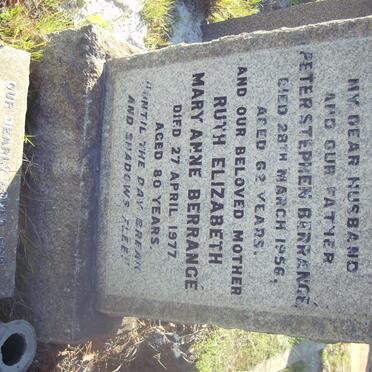 MY DEAR HUSBAND
AND OUR FATHER
PETER STEPHEN BERRANGÉ
DIED 28TH MARCH 1956,
AGED 62 YEARS.
AND OUR BELOVED MOTHER
RUTH ELIZABETH
MARY ANNE BERRANGÉ
DIED 27 APRIL 1977
AGED 80 YEARS.
"UNTIL THE DAY BREAK
AND SHADOWS FLEE."
OUR DEARLY